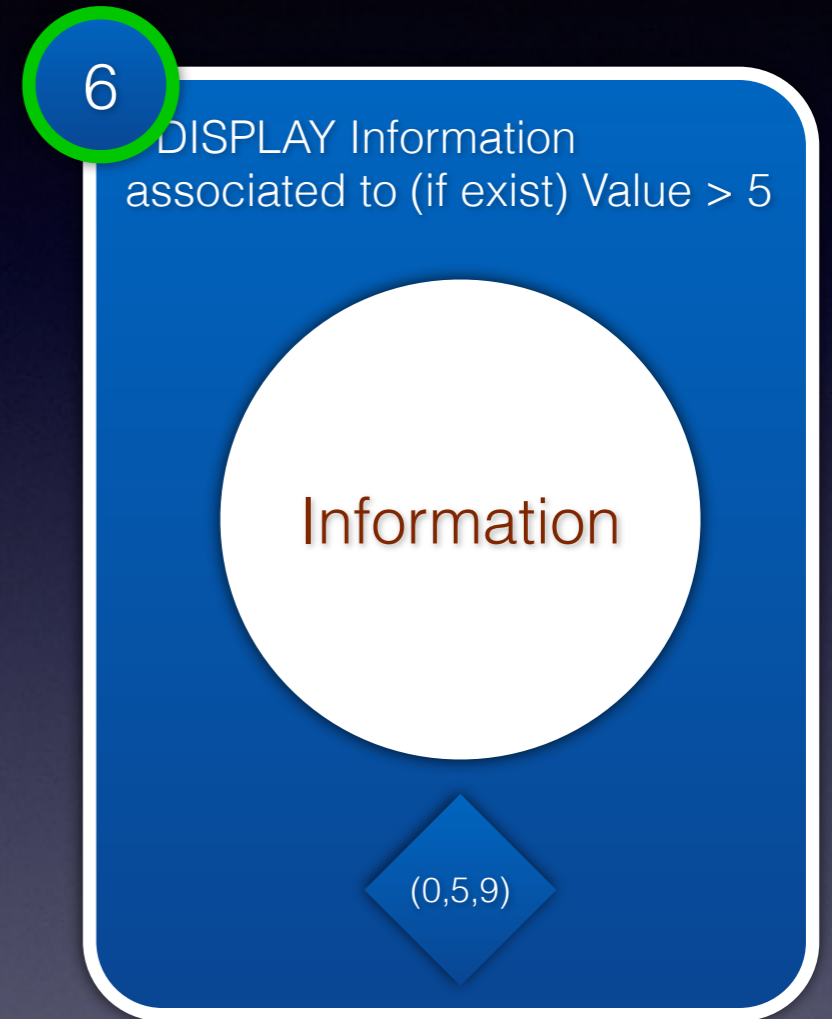 6
DISPLAY Information
associated to (if exist) Value > 5
Information
(0,5,9)